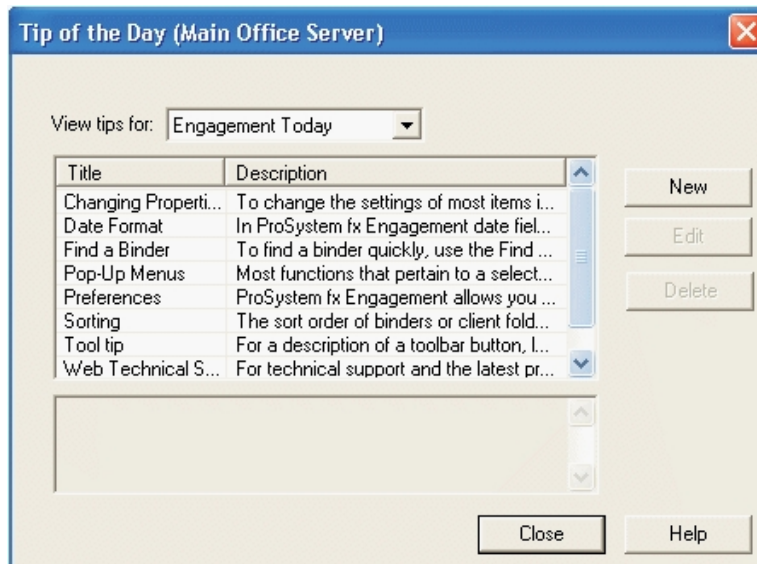 Tip of the Day (Main Office Server)
View tips for: Engagement Today
Title Description
Changing Properti... To change the settings of most items i...
Date Format In ProSystem fx Engagement date fiel...
Find a Binder To find a binder quickly, use the Find ...
Pop-Up Menus Most functions that pertain to a select...
Preferences ProSystem fx Engagement allows you ...
Sorting The sort order of binders or client fold...
Tool tip For a description of a toolbar button, l...
Web Technical S... For technical support and the latest pr...
New
Edit
Delete
Close Help